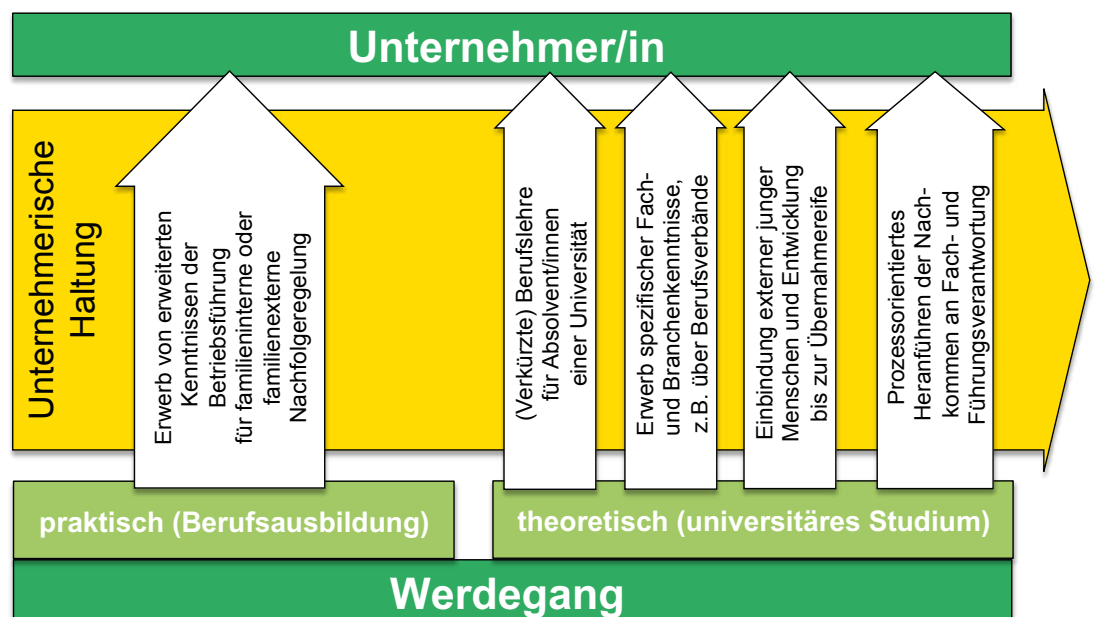 Unternehmer/in
Unternehmerische
Haltung
Erwerb von erweiterten
Kenntnissen der
Betriebsführung
für familieninterne oder
familienexterne
Nachfolgeregelung
(Verkürzte) Berufslehre
für Absolvent/innen
einer Universität
Erwerb spezifischer Fach-
und Branchenkenntnisse,
z.B. über Berufsverbände
Einbindung externer junger
Menschen und Entwicklung
bis zur Übernahmereife
Prozessorientiertes
Heranführen der Nach-
kommen an Fach- und
Führungsverantwortung
praktisch (Berufsausbildung)
theoretisch (universitäres Studium)
Werdegang